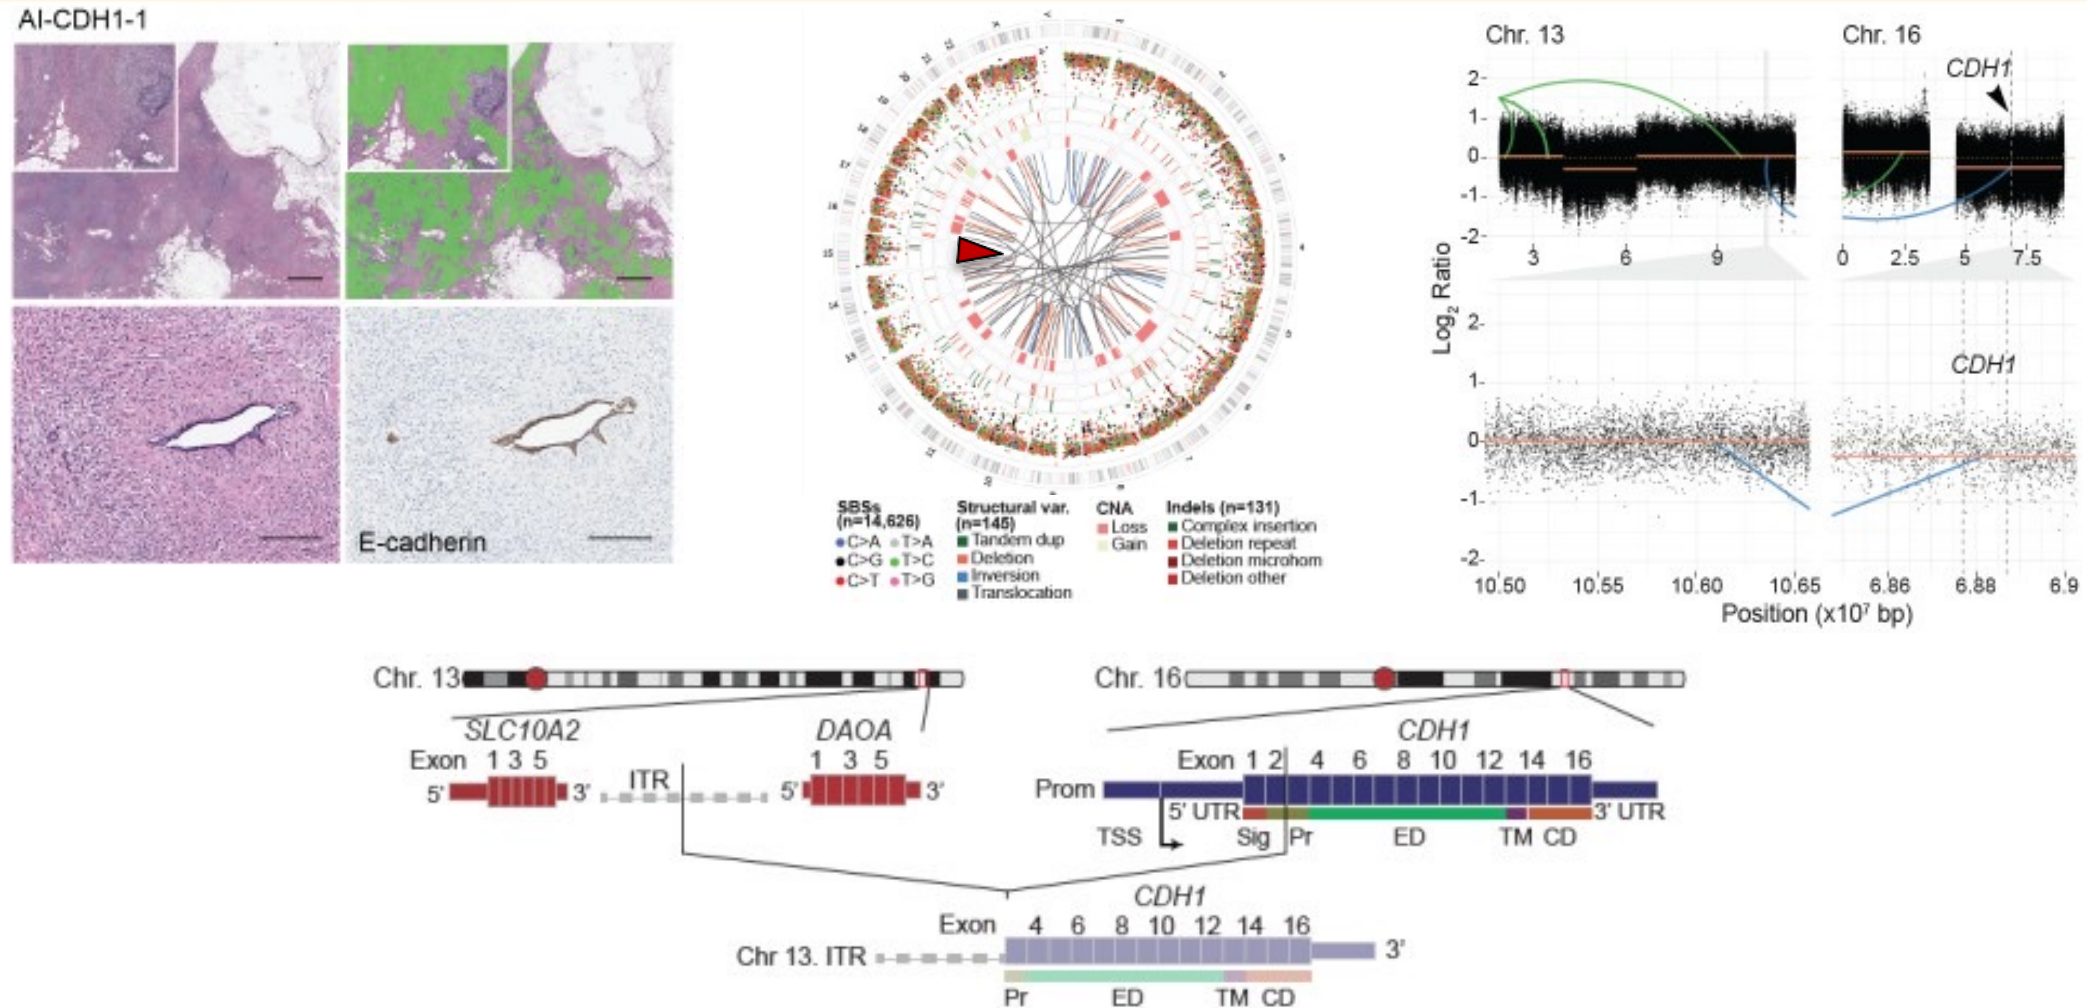 AI-CDH1-1
E-cadherin
SBSs
(n=14,626)
C>A T>A
C>G T>C
C>T T>G
Structural var.
(n=145)
Tandem dup
Deletion
Inversion
Translocation
CNA
Loss
Gain
Indels (n=131)
Complex insertion
Deletion repeat
Deletion microhom
Deletion other
Chr. 13
Chr. 16
CDH1
Log2 Ratio
2
1
0
-1
-2
3 6 9
0 2.5 5 7.5
CDH1
2
1
0
-1
-2
10.50 10.55 10.60 10.65
6.86 6.88 6.9
Position (x10⁷ bp)
Chr. 13
SLC10A2 DAOA
Exon 1 3 5
1 3 5
5' 3' ITR 5' 3'
Chr. 16
CDH1
Exon 1 2 4 6 8 10 12 14 16
Prom
5' UTR 3' UTR
TSS Sig Pr ED TM CD
CDH1
Exon 4 6 8 10 12 14 16
Chr 13. ITR 3'
Pr ED TM CD